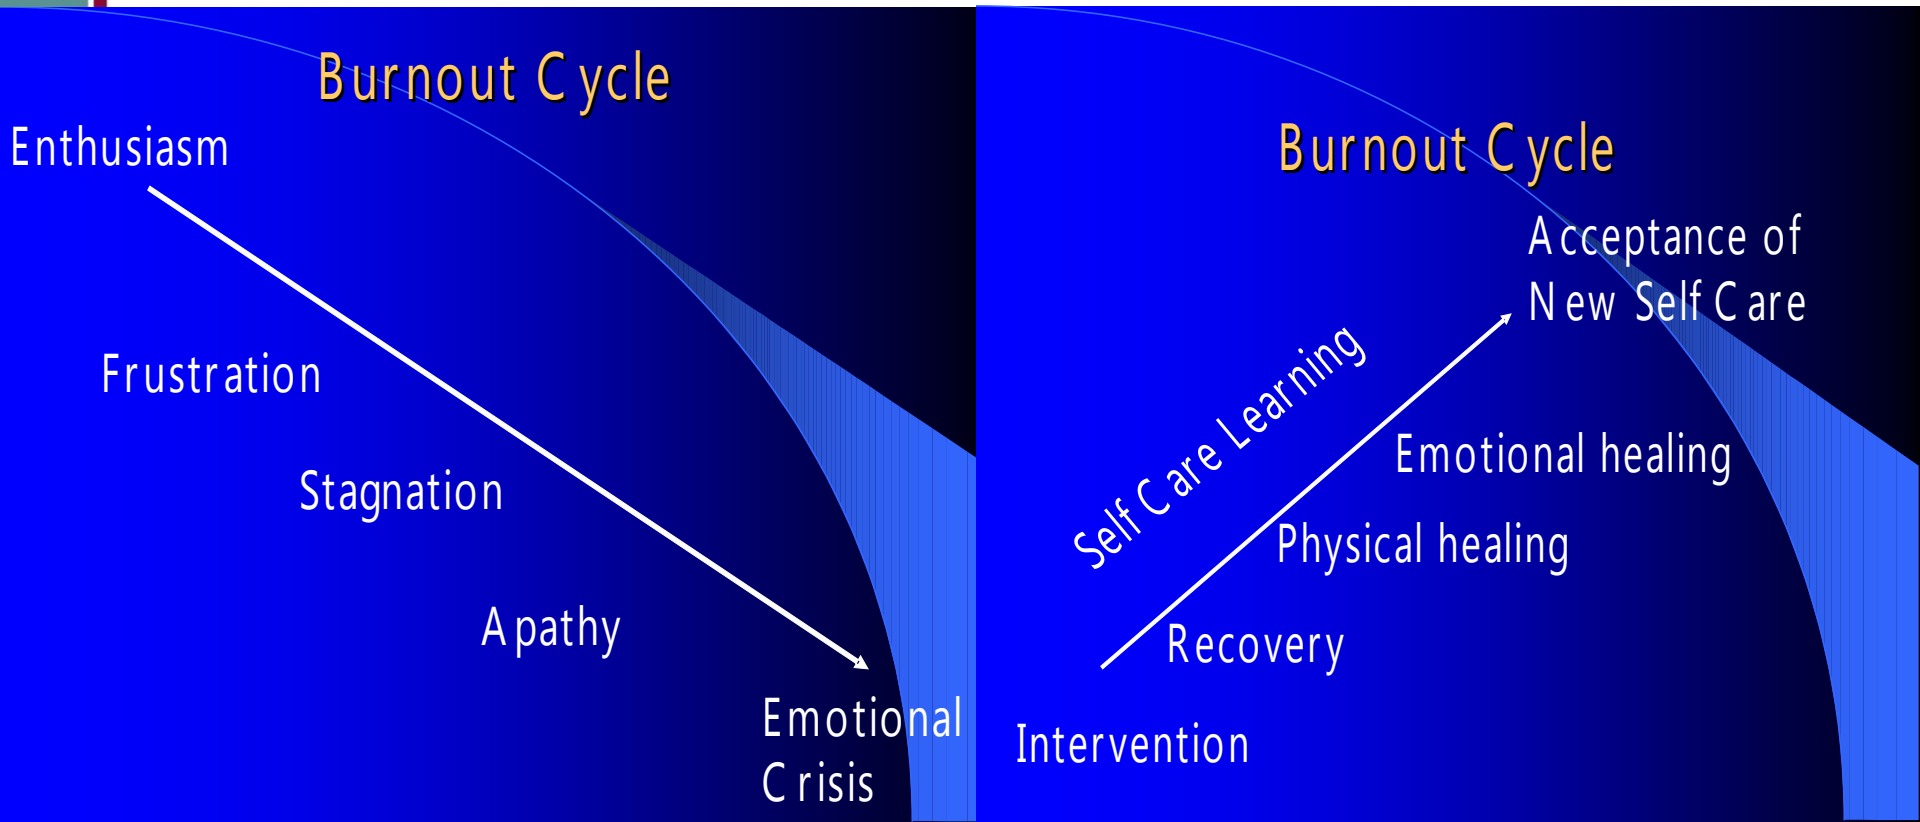 Burnout Cycle
Enthusiasm
Frustration
Stagnation
Apathy
Emotional
Crisis
Burnout Cycle
Acceptance of
New Self Care
Self Care Learning
Emotional healing
Physical healing
Recovery
Intervention